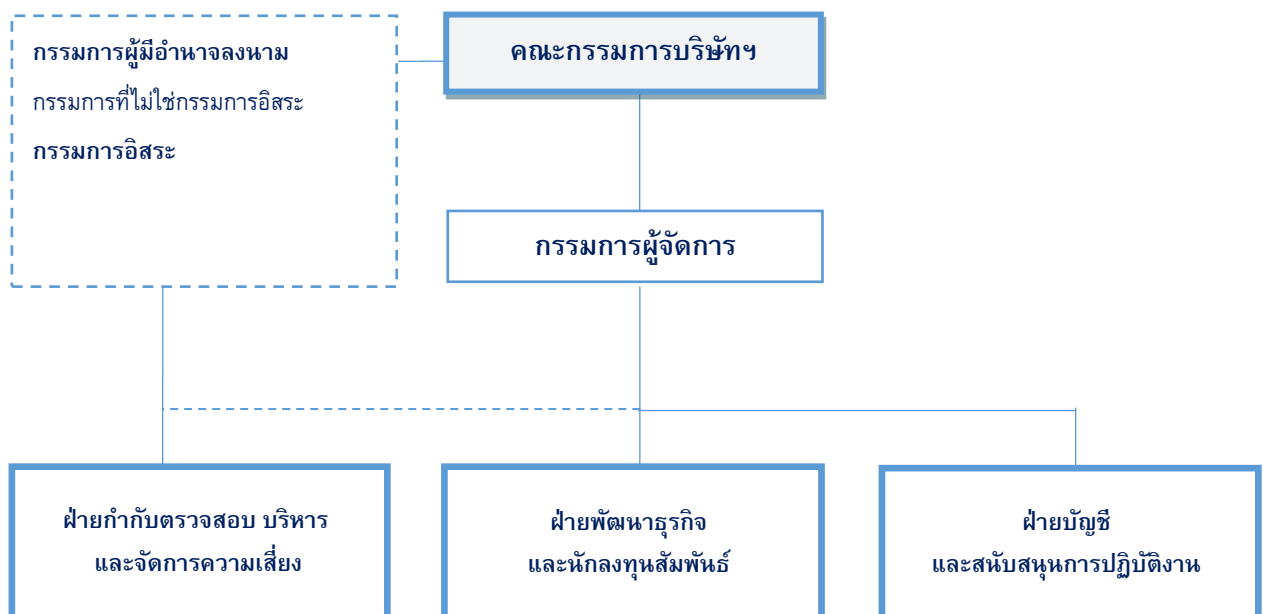 กรรมการผู้มีอำนาจลงนาม
กรรมการที่ไม่ใช่กรรมการอิสระ
กรรมการอิสระ
คณะกรรมการบริษัทฯ
กรรมการผู้จัดการ
ฝ่ายกำกับตรวจสอบ บริหาร
และจัดการความเสี่ยง
ฝ่ายพัฒนาธุรกิจ
และนักลงทุนสัมพันธ์
ฝ่ายบัญชี
และสนับสนุนการปฏิบัติงาน